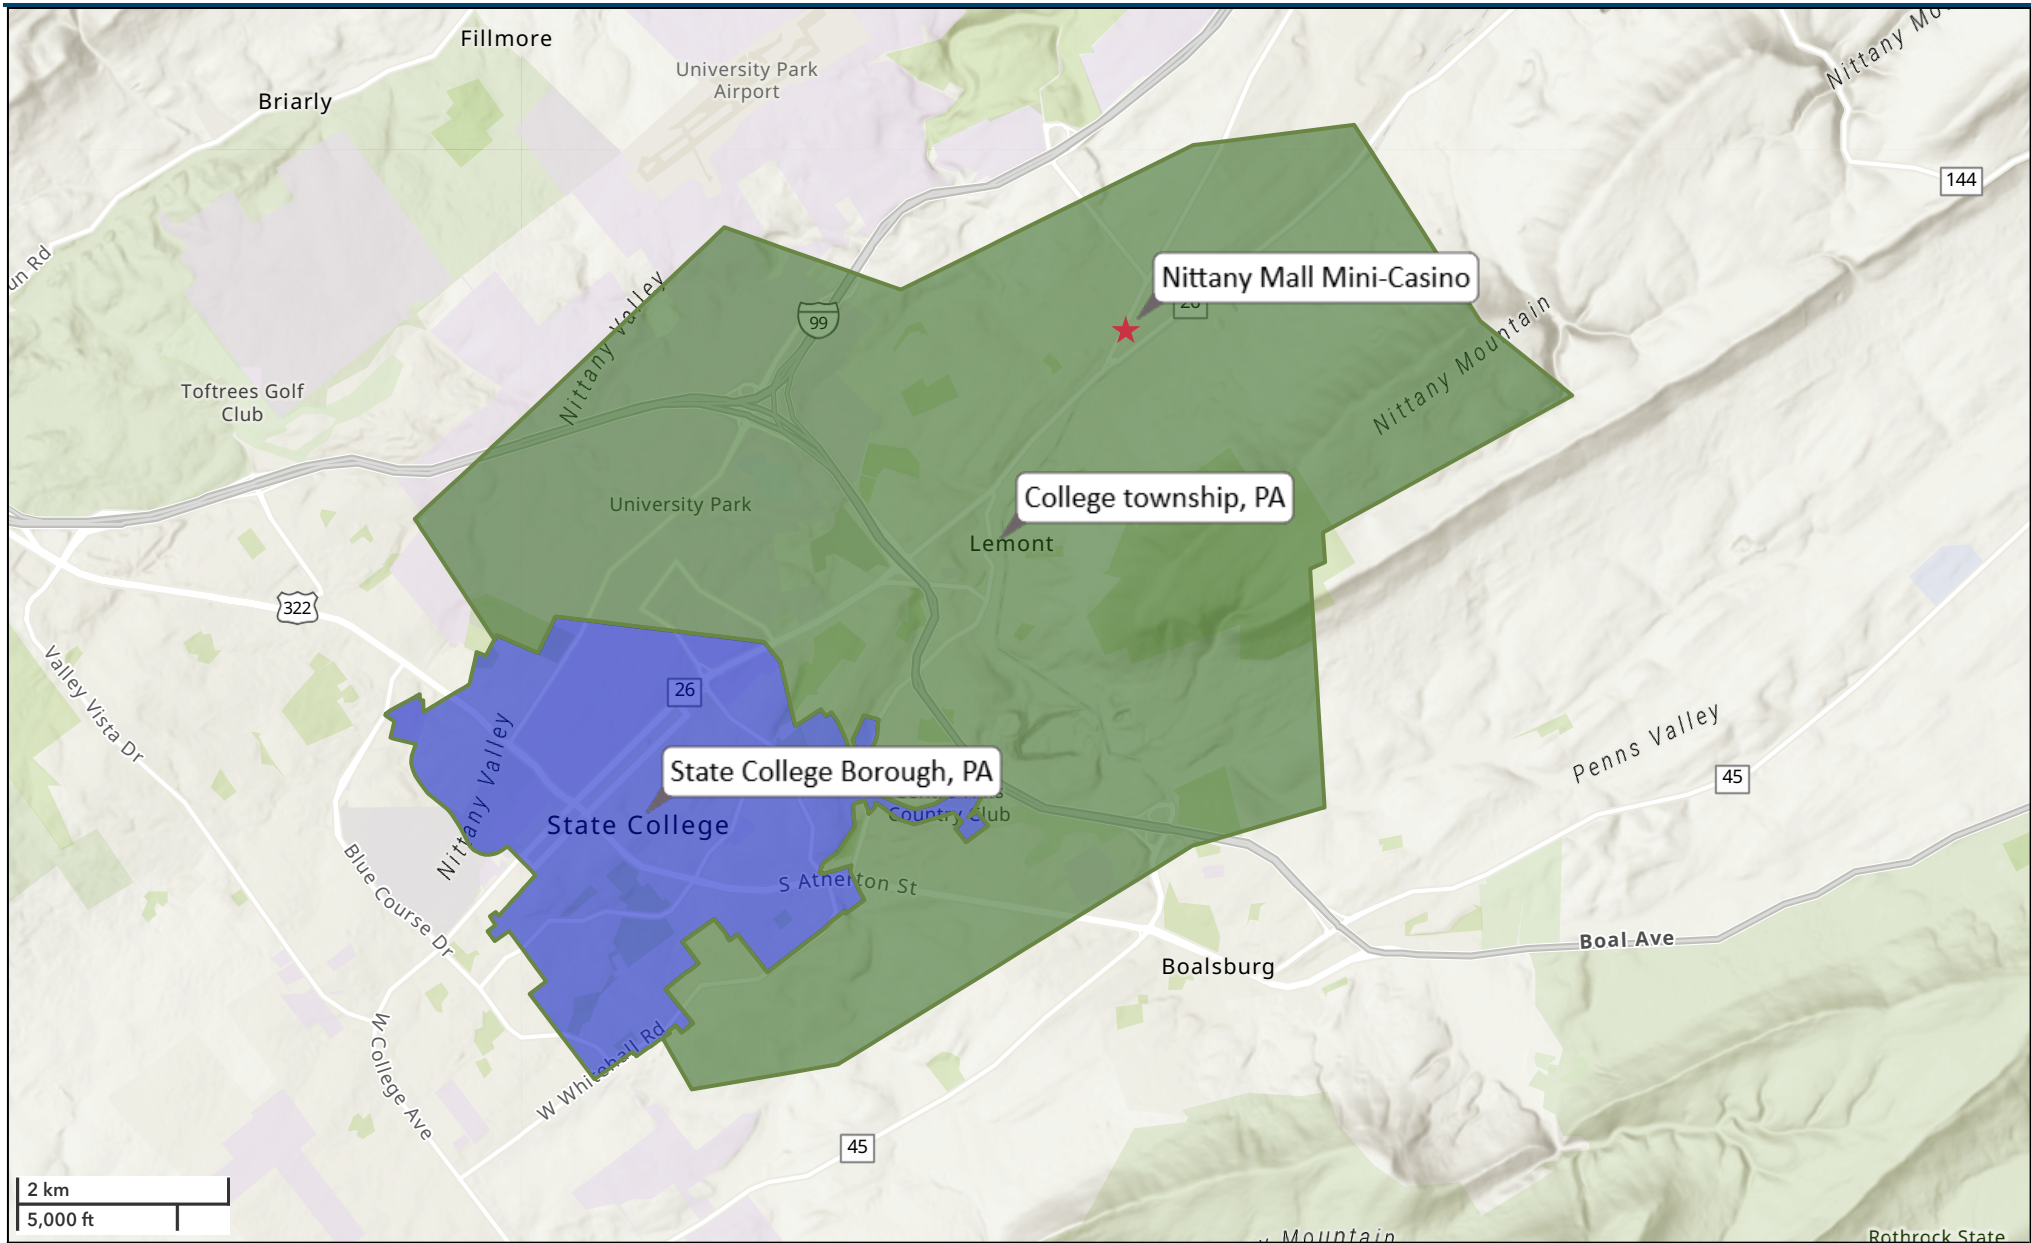 Fillmore
Nittany Mo
University Park
Airport
Briarly
144
un Rd
Nittany Mall Mini-Casino
26
99
Nittany Valley
Nittany Mountain
Toftrees Golf
Club
University Park
College township, PA
Lemont
322
26
Valley Vista Dr
Nittany Valley
State College Borough, PA
Penns Valley
45
Country Club
State College
S Atherton St
Blue Course Dr
Boal Ave
Boalsburg
W College Ave
W Whitehall Rd
45
2 km
5,000 ft
Mountain
Rothrock State